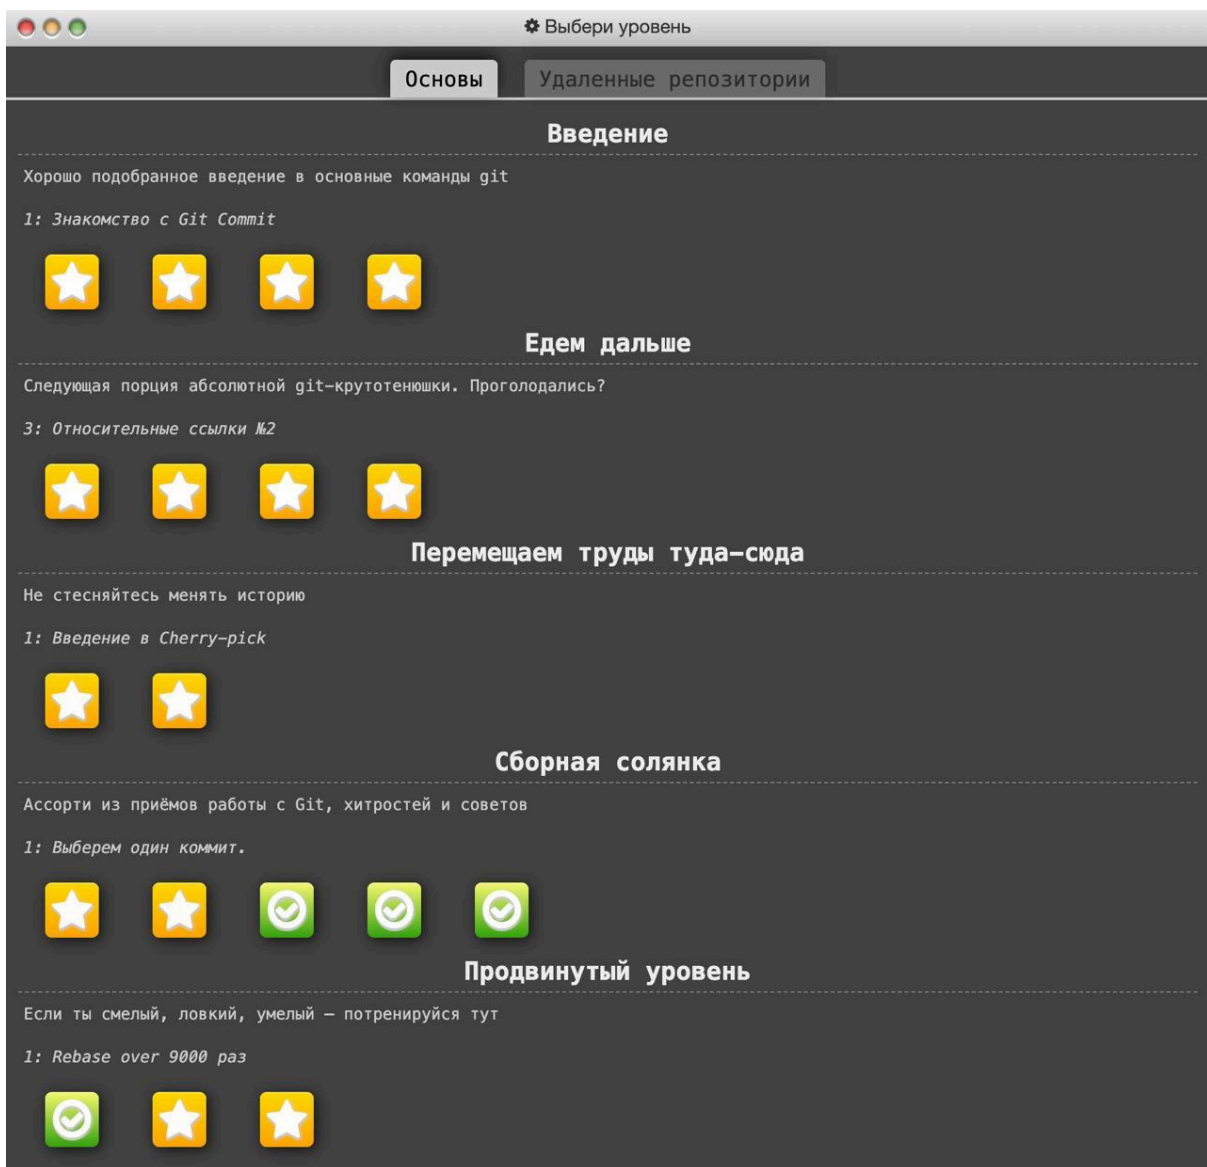 Выбери уровень
Основы
Удаленные репозитории
Введение
Хорошо подобранное введение в основные команды git
1: Знакомство с Git Commit
Едем дальше
Следующая порция абсолютной git-крутотенюшки. Проголодались?
3: Относительные ссылки №2
Перемещаем труды туда-сюда
Не стесняйтесь менять историю
1: Введение в Cherry-pick
Сборная солянка
Ассорти из приёмов работы с Git, хитростей и советов
1: Выберем один коммит.
Продвинутый уровень
Если ты смелый, ловкий, умелый — потренируйся тут
1: Rebase over 9000 раз